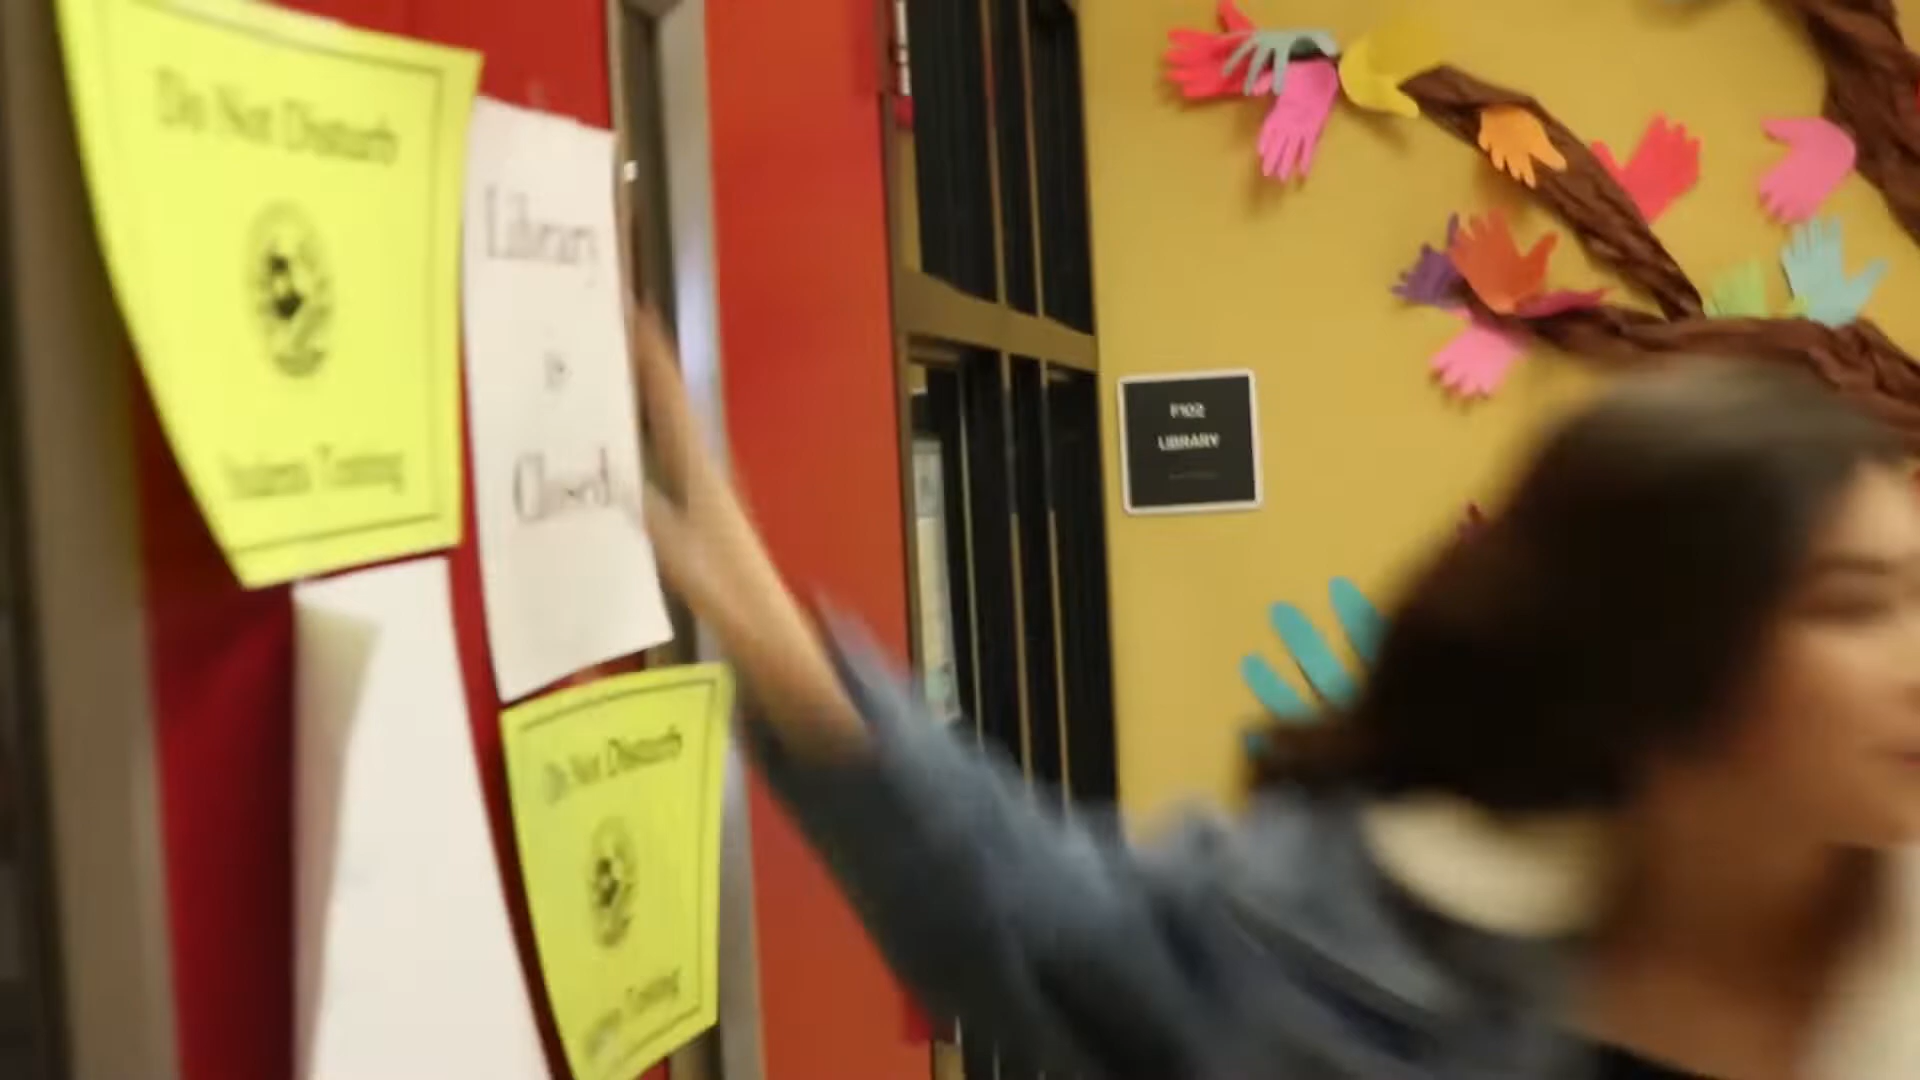 Do Not Disturb
Testing
Library
is
Closed
F102
LIBRARY
Do Not Disturb
Testing